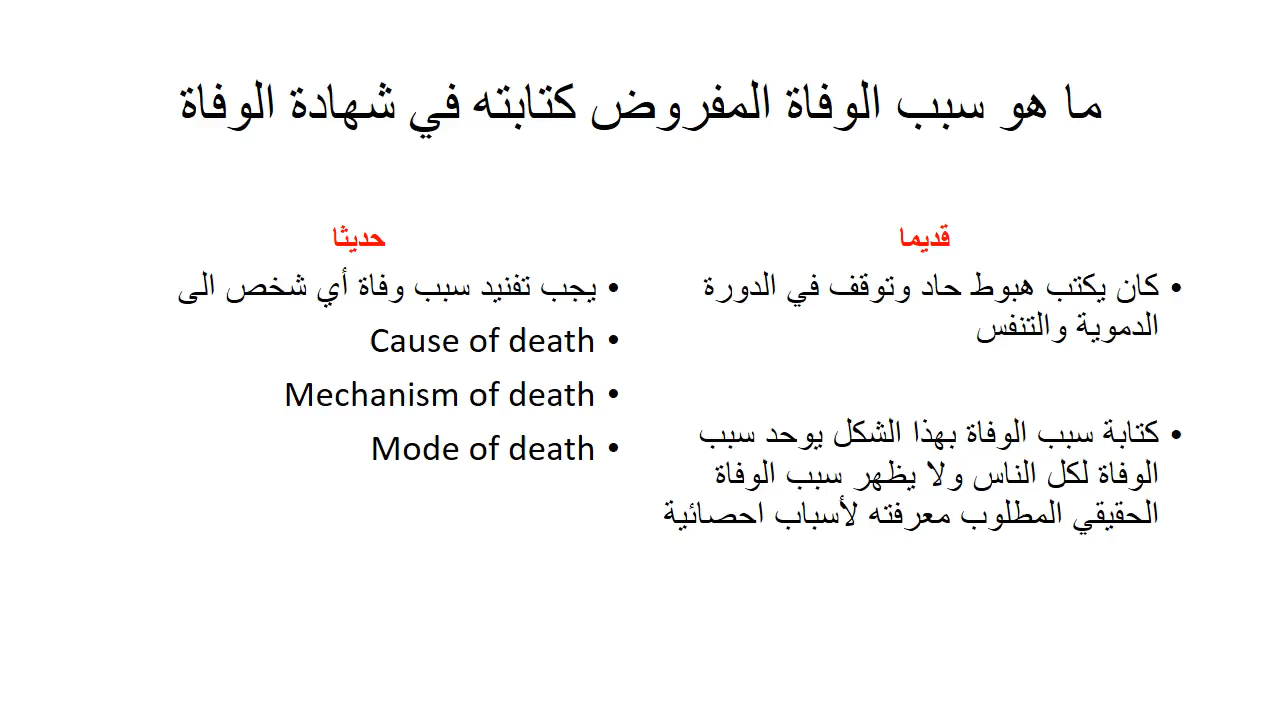 ما هو سبب الوفاة المفروض كتابته في شهادة الوفاة
قديما
• كان يكتب هبوط حاد وتوقف في الدورة
الدموية والتنفس
• كتابة سبب الوفاة بهذا الشكل يوحد سبب
الوفاة لكل الناس ولا يظهر سبب الوفاة
الحقيقي المطلوب معرفته لأسباب احصائية
حديثا
• يجب تفنيد سبب وفاة أي شخص الى
• Cause of death
• Mechanism of death
• Mode of death